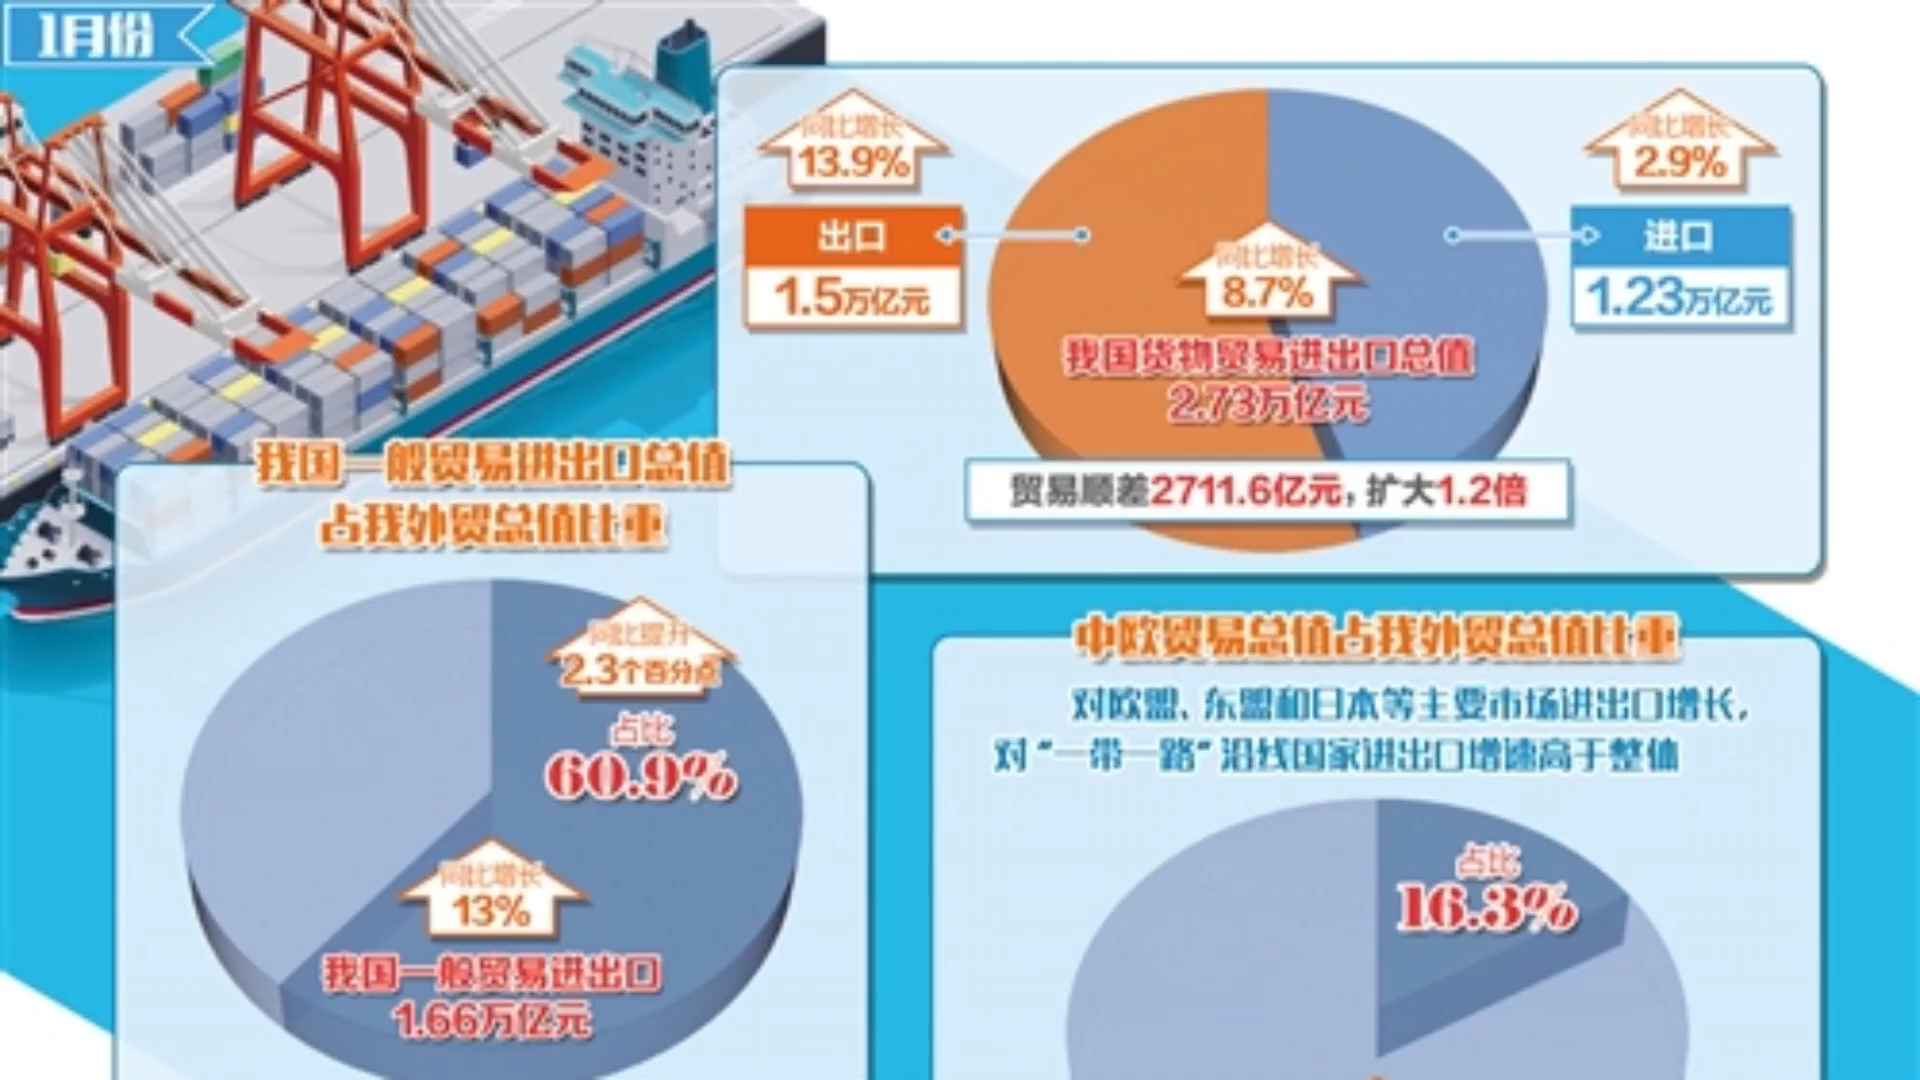 1月份
同比增长
13.9%
出口
1.5万亿元
同比增长
2.9%
进口
1.23万亿元
同比增长
8.7%
我国货物贸易进出口总值
2.73万亿元
贸易顺差2711.6亿元，扩大1.2倍
我国一般贸易进出口总值
占我外贸总值比重
同比提升
2.3个百分点
占比
60.9%
同比增长
13%
我国一般贸易进出口
1.66万亿元
中欧贸易总值占我外贸总值比重
对欧盟、东盟和日本等主要市场进出口增长，
对“一带一路”沿线国家进出口增速高于整体
占比
16.3%